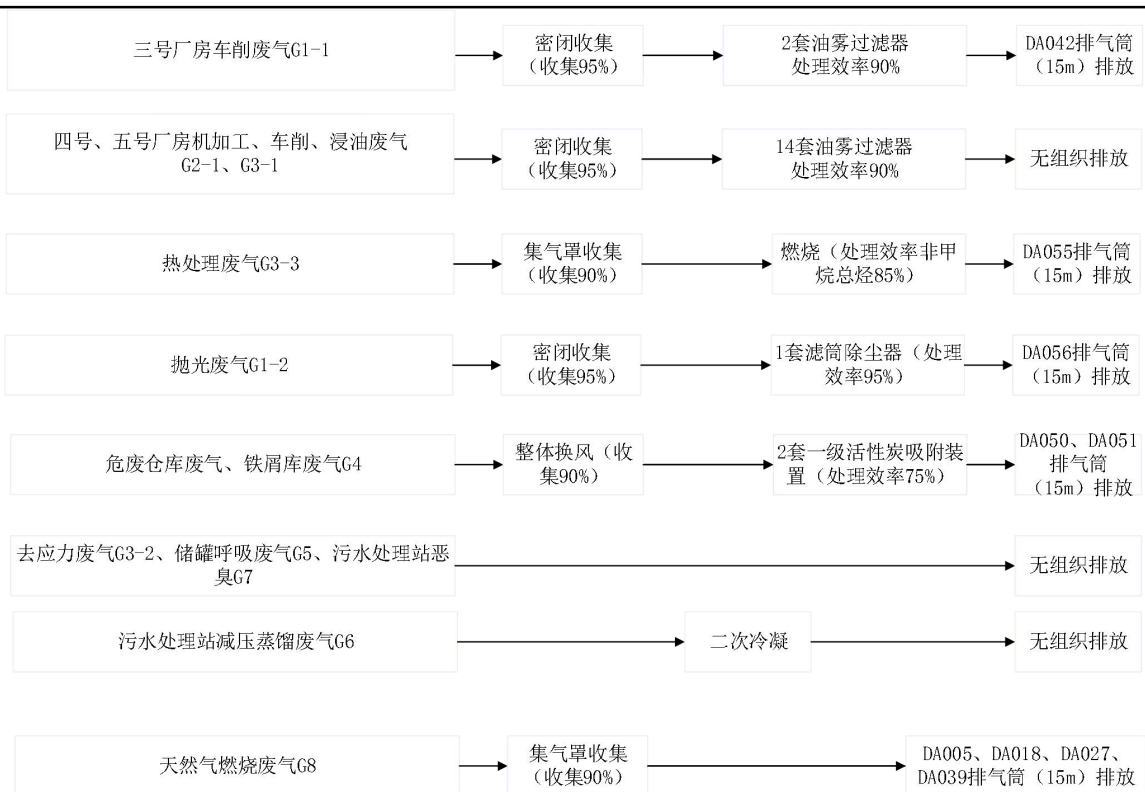 三号厂房车削废气G1-1
密闭收集
（收集95%）
2套油雾过滤器
处理效率90%
DA042排气筒
（15m）排放
四号、五号厂房机加工、车削、浸油废气
G2-1、G3-1
密闭收集
（收集95%）
14套油雾过滤器
处理效率90%
无组织排放
热处理废气G3-3
集气罩收集
（收集90%）
燃烧（处理效率非甲
烷总烃85%）
DA055排气筒
（15m）排放
抛光废气G1-2
密闭收集
（收集95%）
1套滤筒除尘器（处理
效率95%）
DA056排气筒
（15m）排放
危废仓库废气、铁屑库废气G4
整体换风（收
集90%）
2套一级活性炭吸附装
置（处理效率75%）
DA050、DA051
排气筒
（15m）排放
去应力废气G3-2、储罐呼吸废气G5、污水处理站恶
臭G7
无组织排放
污水处理站减压蒸馏废气G6
二次冷凝
无组织排放
天然气燃烧废气G8
集气罩收集
（收集90%）
DA005、DA018、DA027、
DA039排气筒（15m）排放